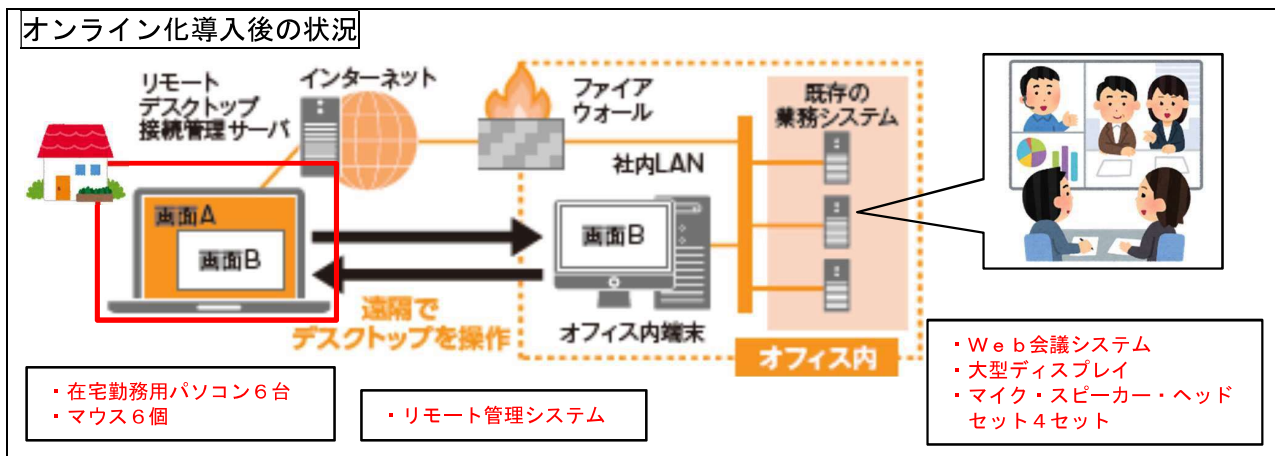 オンライン化導入後の状況
リモート
デスクトップ
接続管理サーバ
インターネット
ファイア
ウォール
既存の
業務システム
社内LAN
画面A
画面B
画面B
遠隔で
デスクトップを操作
オフィス内端末
オフィス内
・在宅勤務用パソコン６台
・マウス６個
・リモート管理システム
・Ｗｅｂ会議システム
・大型ディスプレイ
・マイク・スピーカー・ヘッド
セット４セット